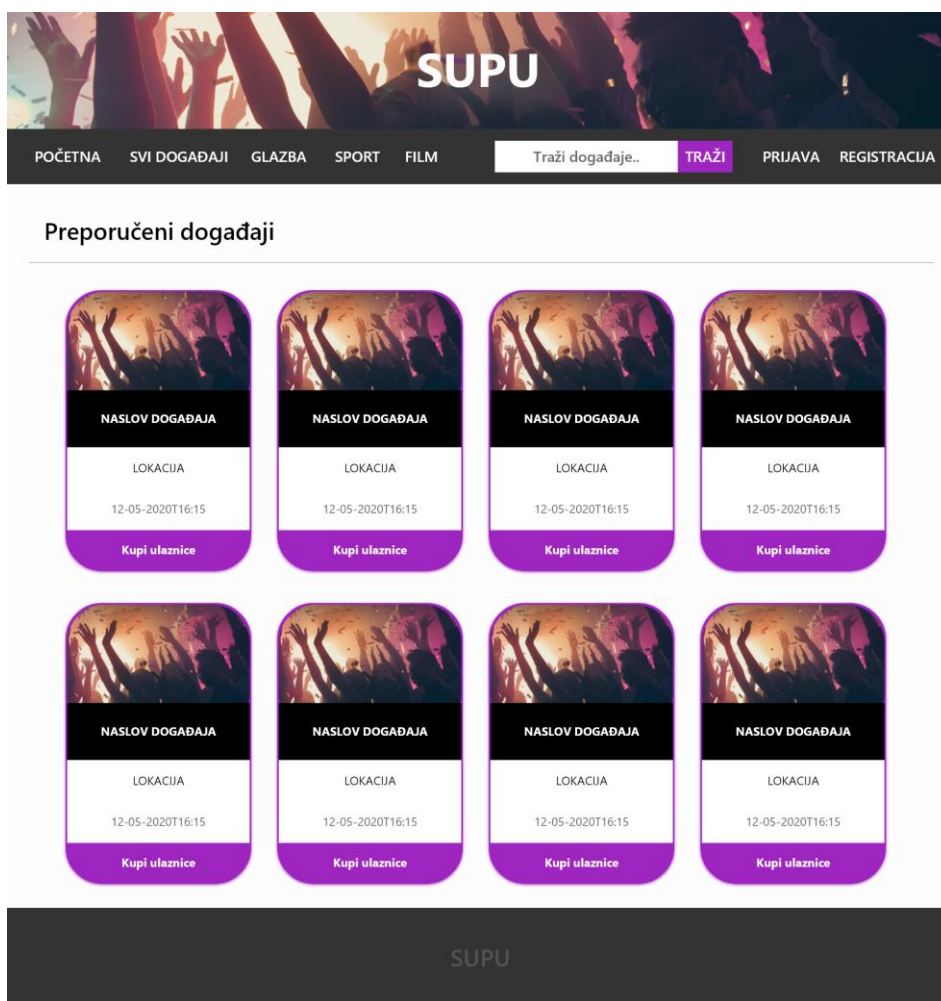 SUPU
POČETNA SVI DOGAĐAJI GLAZBA SPORT FILM Traži događaje.. TRAŽI PRIJAVA REGISTRACIJA
Preporučeni događaji
NASLOV DOGAĐAJA NASLOV DOGAĐAJA NASLOV DOGAĐAJA NASLOV DOGAĐAJA
LOKACIJA LOKACIJA LOKACIJA LOKACIJA
12-05-2020T16:15 12-05-2020T16:15 12-05-2020T16:15 12-05-2020T16:15
Kupi ulaznice Kupi ulaznice Kupi ulaznice Kupi ulaznice
NASLOV DOGAĐAJA NASLOV DOGAĐAJA NASLOV DOGAĐAJA NASLOV DOGAĐAJA
LOKACIJA LOKACIJA LOKACIJA LOKACIJA
12-05-2020T16:15 12-05-2020T16:15 12-05-2020T16:15 12-05-2020T16:15
Kupi ulaznice Kupi ulaznice Kupi ulaznice Kupi ulaznice
SUPU